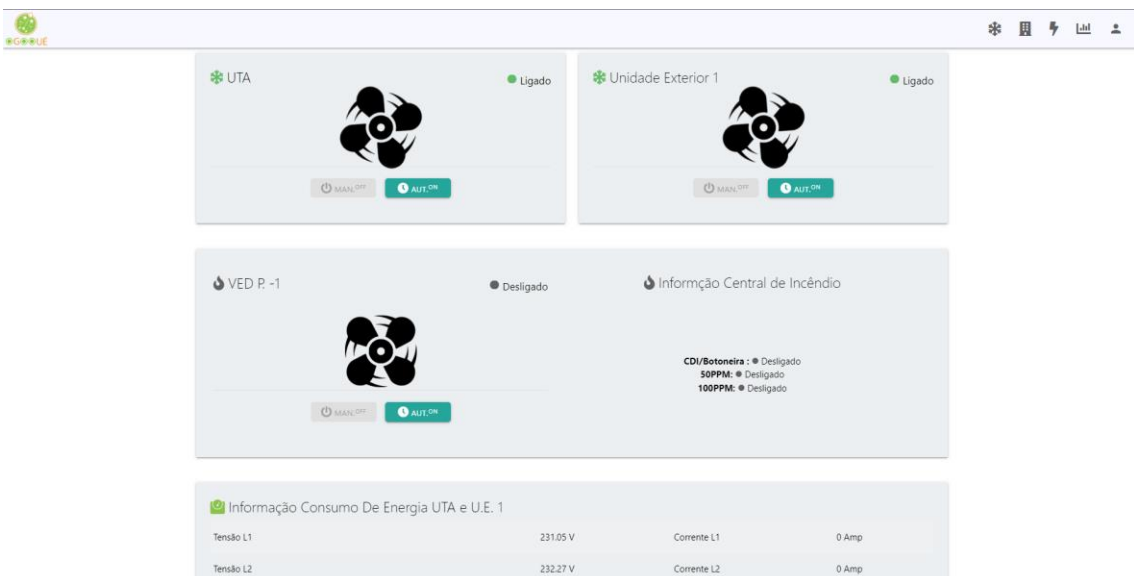 OGOQUÉ
UTA
Ligado
MAN.OFF
AUT.ON
Unidade Exterior 1
Ligado
MAN.OFF
AUT.ON
VED P. -1
Desligado
MAN.OFF
AUT.ON
Informção Central de Incêndio
CDI/Botoneira : Desligado
50PPM: Desligado
100PPM: Desligado
Informação Consumo De Energia UTA e U.E. 1
Tensão L1 231.05 V Corrente L1 0 Amp
Tensão L2 232.27 V Corrente L2 0 Amp